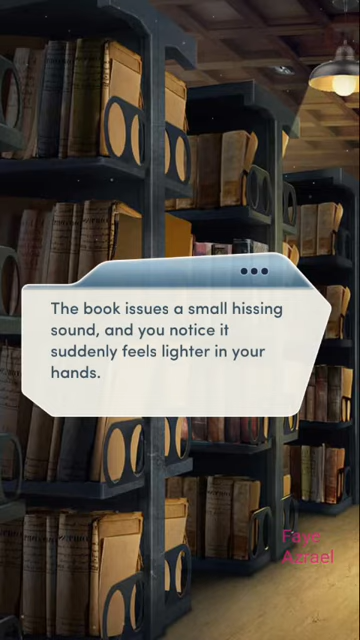 The book issues a small hissing
sound, and you notice it
suddenly feels lighter in your
hands.
Faye
Azrael